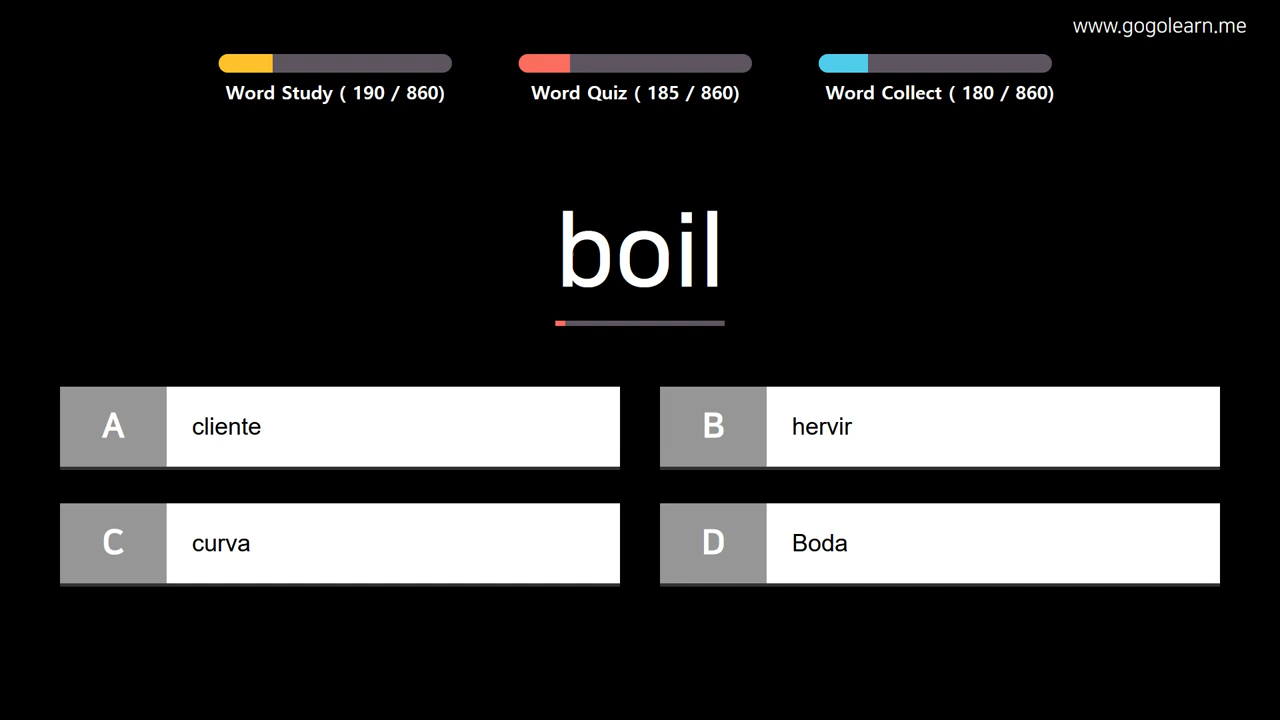 www.gogolearn.me
Word Study ( 190 / 860)
Word Quiz ( 185 / 860)
Word Collect ( 180 / 860)
boil
A cliente
B hervir
C curva
D Boda